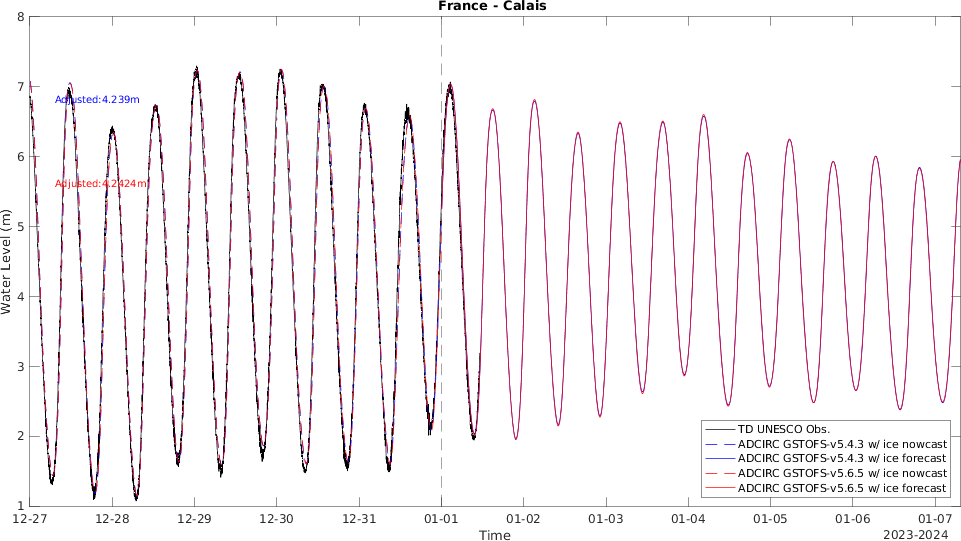 France - Calais
8
7
6
5
4
3
2
1
Water Level (m)
Adjusted:4.239m
Adjusted:4.2424m
TD UNESCO Obs.
ADCIRC GSTOFS-v5.4.3 w/ ice nowcast
ADCIRC GSTOFS-v5.4.3 w/ ice forecast
ADCIRC GSTOFS-v5.6.5 w/ ice nowcast
ADCIRC GSTOFS-v5.6.5 w/ ice forecast
12-27 12-28 12-29 12-30 12-31 01-01 01-02 01-03 01-04 01-05 01-06 01-07
Time
2023-2024